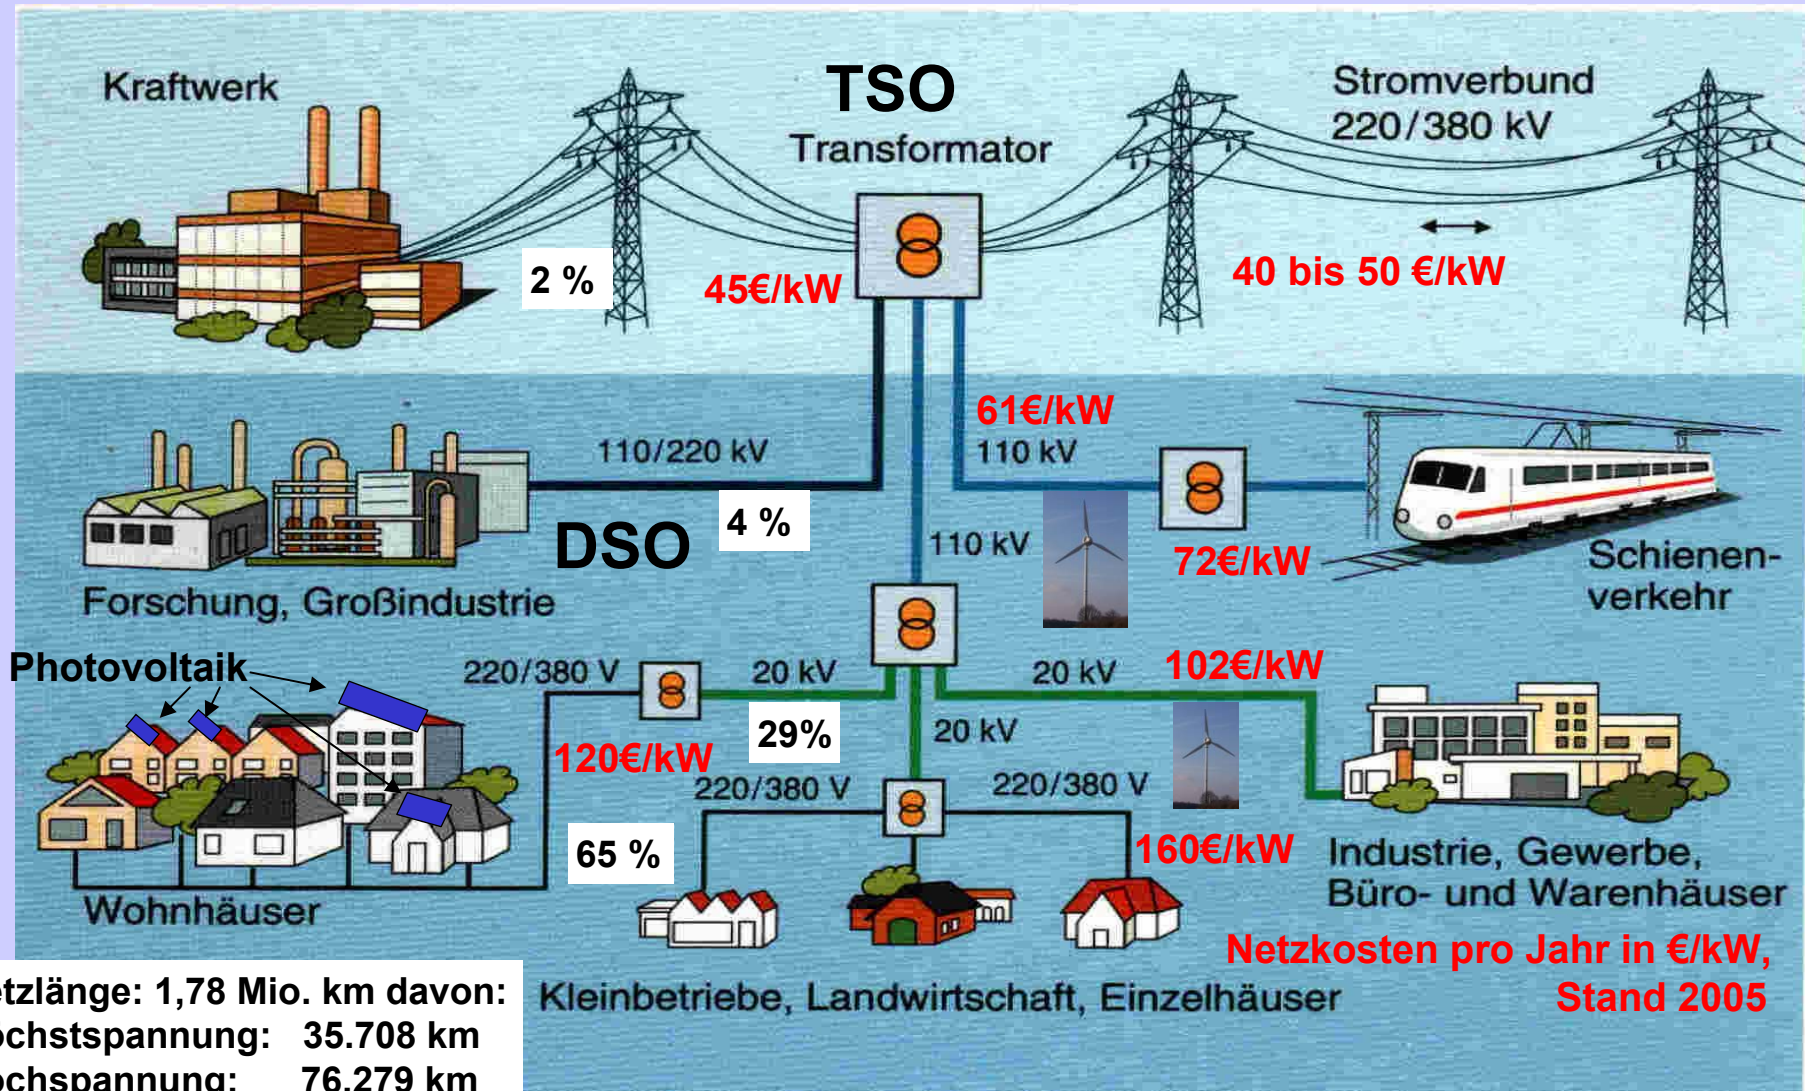 Kraftwerk
TSO
Transformator
Stromverbund
220/380 kV
2 %
45€/kW
40 bis 50 €/kW
61€/kW
110/220 kV
110 kV
4 %
DSO
110 kV
72€/kW
Forschung, Großindustrie
Schienen-
verkehr
Photovoltaik
220/380 V
20 kV
20 kV
102€/kW
29%
20 kV
120€/kW
220/380 V
220/380 V
65 %
160€/kW
Wohnhäuser
Industrie, Gewerbe,
Büro- und Warenhäuser
Netzkosten pro Jahr in €/kW,
Stand 2005
Kleinbetriebe, Landwirtschaft, Einzelhäuser
etzlänge: 1,78 Mio. km davon:
öchstspannung: 35.708 km
ochspannung: 76.279 km